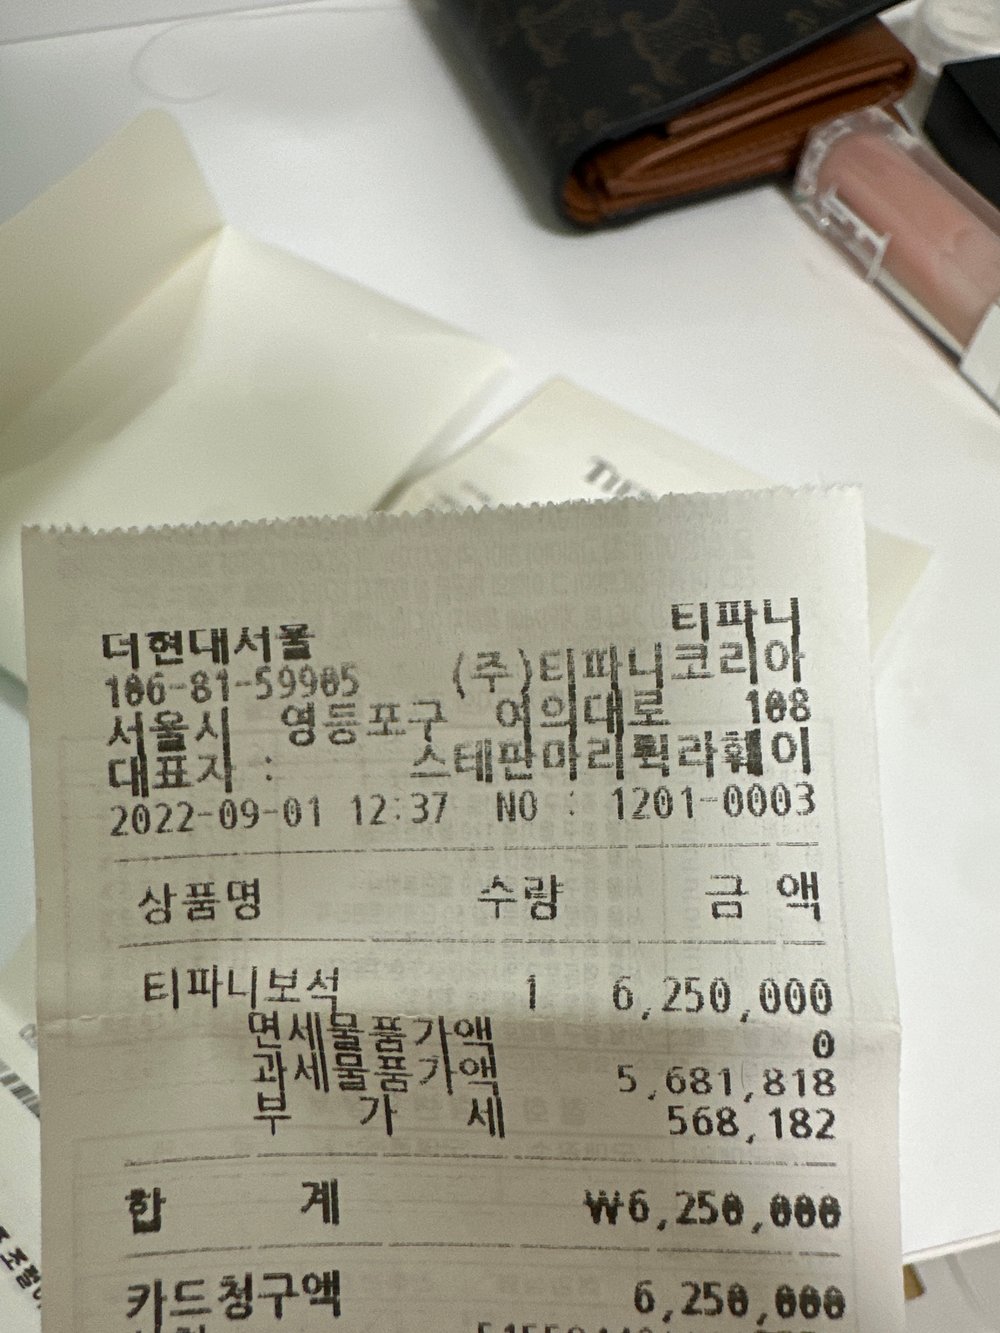 더현대서울 티파니
106-81-59905 (주)티파니코리아
서울시 영등포구 여의대로 108
대표자 : 스테판마리뤽라훼이
2022-09-01 12:37 NO : 1201-0003
상품명 수량 금 액
티파니보석 1 6,250,000
면세물품가액 0
과세물품가액 5,681,818
부 가 세 568,182
합 계 ₩6,250,000
카드청구액 6,250,000